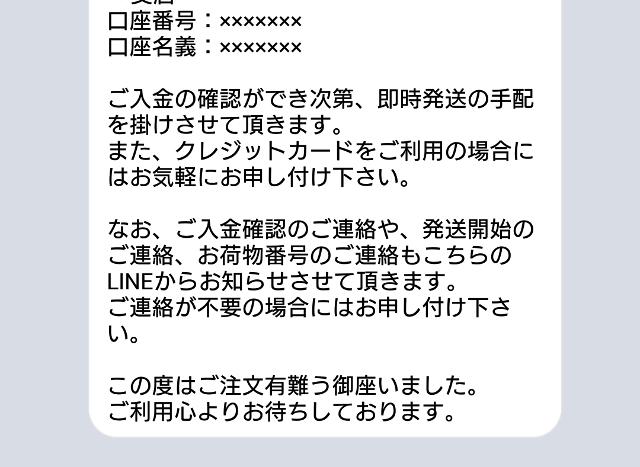 支店
口座番号：×××××××
口座名義：×××××××
ご入金の確認ができ次第、即時発送の手配
を掛けさせて頂きます。
また、クレジットカードをご利用の場合に
はお気軽にお申し付け下さい。
なお、ご入金確認のご連絡や、発送開始の
ご連絡、お荷物番号のご連絡もこちらの
LINEからお知らせさせて頂きます。
ご連絡が不要の場合にはお申し付け下さ
い。
この度はご注文有難う御座いました。
ご利用心よりお待ちしております。